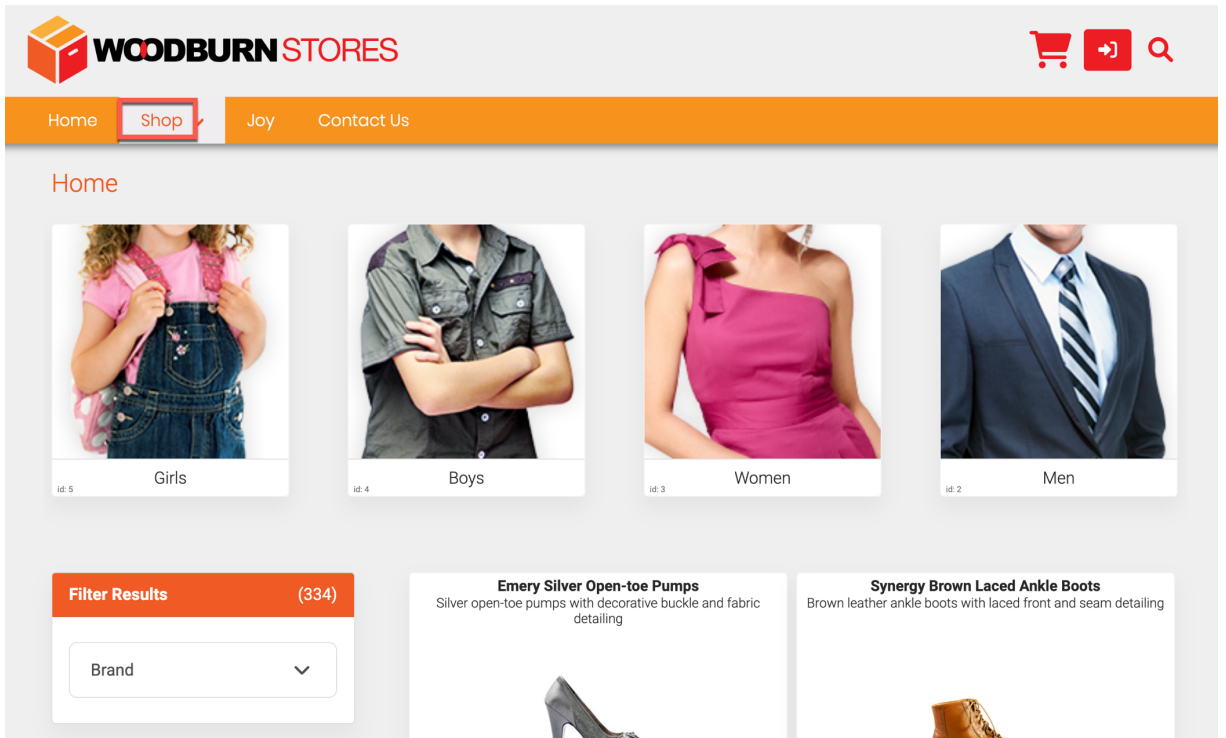 WOODBURN STORES
Home Shop Joy Contact Us
Home
Girls
id: 5
Boys
id: 4
Women
id: 3
Men
id: 2
Filter Results (334)
Brand
Emery Silver Open-toe Pumps
Silver open-toe pumps with decorative buckle and fabric
detailing
Synergy Brown Laced Ankle Boots
Brown leather ankle boots with laced front and seam detailing